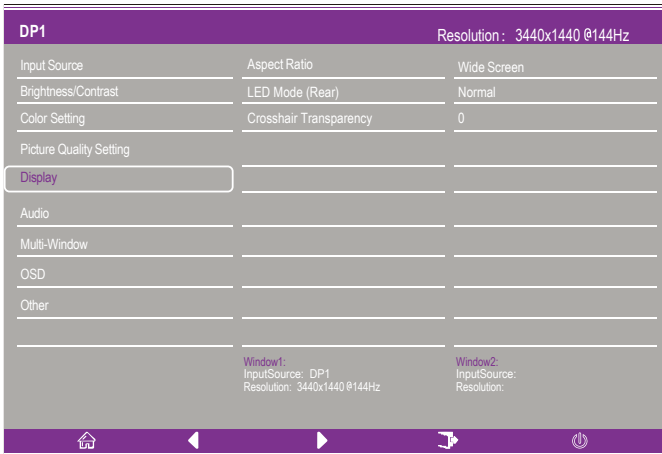 DP1
Resolution: 3440x1440 @144Hz
Input Source Aspect Ratio Wide Screen
Brightness/Contrast LED Mode (Rear) Normal
Color Setting Crosshair Transparency 0
Picture Quality Setting
Display
Audio
Multi-Window
OSD
Other
Window1:
InputSource: DP1
Resolution: 3440x1440@144Hz
Window2:
InputSource:
Resolution: